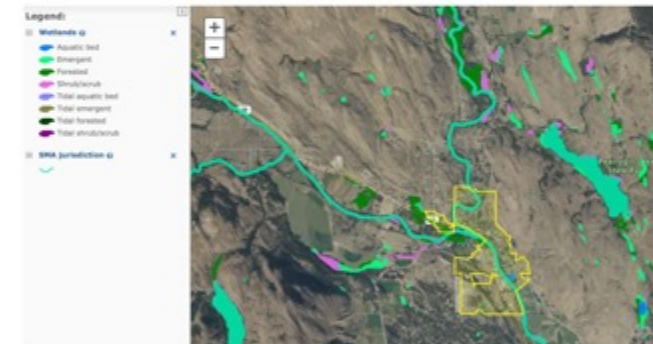 Legend:
Wetlands
Aquatic bed
Emergent
Forested
Shrub/scrub
Tidal aquatic bed
Tidal emergent
Tidal forested
Tidal shrub/scrub
SMA Jurisdiction
+
−